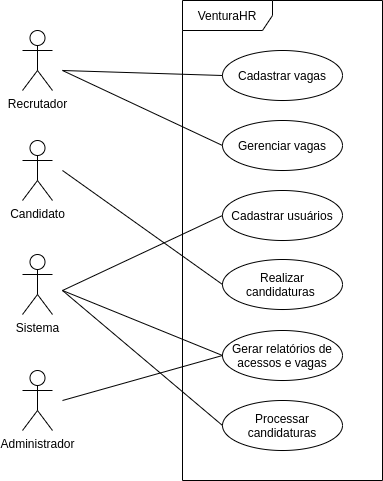 VenturaHR
Recrutador
Cadastrar vagas
Gerenciar vagas
Candidato
Cadastrar usuários
Realizar
candidaturas
Sistema
Gerar relatórios de
acessos e vagas
Administrador
Processar
candidaturas